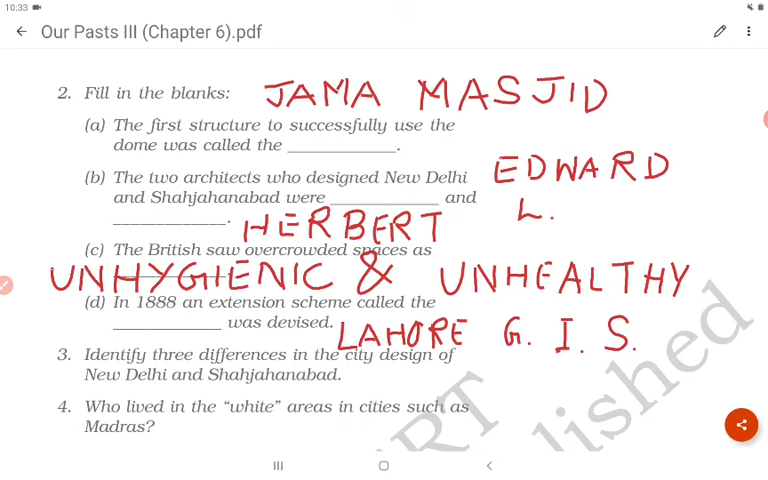 10:33
Our Pasts III (Chapter 6).pdf
2. Fill in the blanks: JAMA MASJID
(a) The first structure to successfully use the
dome was called the ____________.
(b) The two architects who designed New Delhi EDWARD
and Shahjahanabad were ____________ and L.
____________. HERBERT
(c) The British saw overcrowded spaces as
UNHYGIENIC & UNHEALTHY
(d) In 1888 an extension scheme called the
____________ was devised. LAHORE G. I. S.
3. Identify three differences in the city design of
New Delhi and Shahjahanabad.
4. Who lived in the “white” areas in cities such as
Madras?